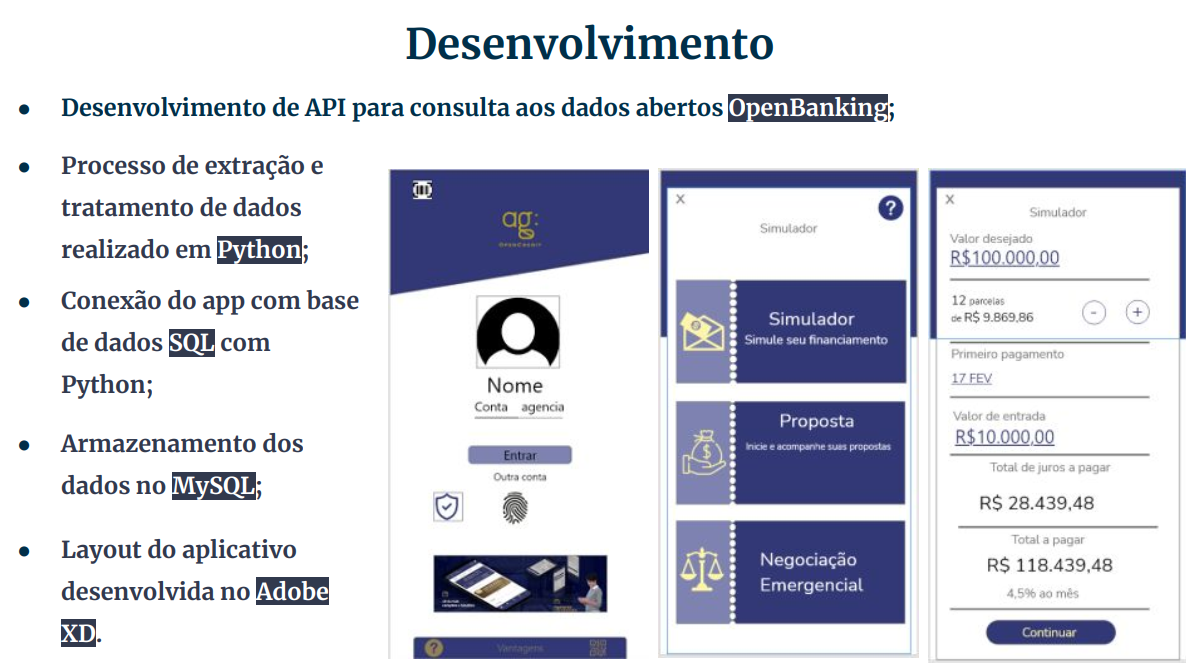 Desenvolvimento
● Desenvolvimento de API para consulta aos dados abertos OpenBanking;
● Processo de extração e
tratamento de dados
realizado em Python;
● Conexão do app com base
de dados SQL com
Python;
● Armazenamento dos
dados no MySQL;
● Layout do aplicativo
desenvolvida no Adobe
XD.
ag:
OPENCREDIT
Nome
Conta agencia
Entrar
Outra conta
?
Vantagens
X
?
Simulador
Simulador
Simule seu financiamento
Proposta
Inicie e acompanhe suas propostas
Negociação
Emergencial
X
Simulador
Valor desejado
R$100.000,00
12 parcelas
de R$ 9.869,86
- +
Primeiro pagamento
17 FEV
Valor de entrada
R$10.000,00
Total de juros a pagar
R$ 28.439,48
Total a pagar
R$ 118.439,48
4,5% ao mês
Continuar